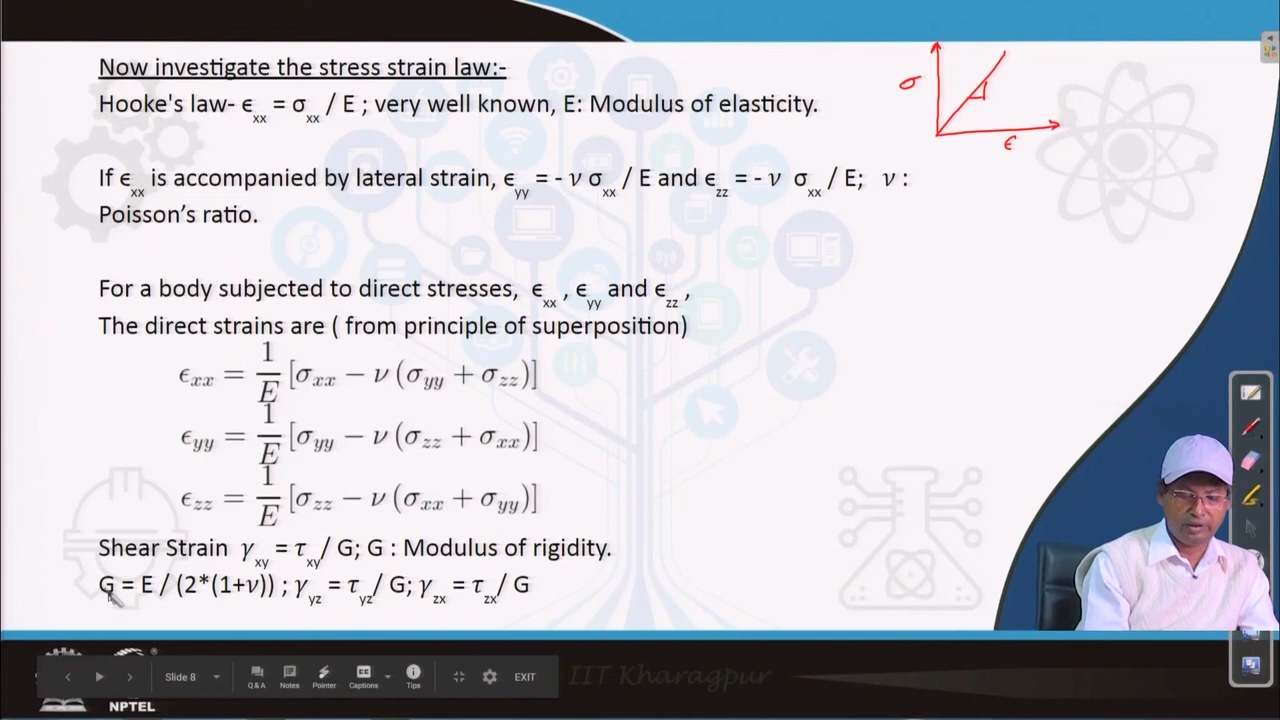 Now investigate the stress strain law:-
Hooke's law- ϵxx = σxx / E ; very well known, E: Modulus of elasticity.
σ
ϵ
If ϵxx is accompanied by lateral strain, ϵyy = - ν σxx / E and ϵzz = - ν σxx / E; ν :
Poisson’s ratio.
For a body subjected to direct stresses, ϵxx , ϵyy and ϵzz ,
The direct strains are ( from principle of superposition)
ϵxx = 1/E [σxx − ν (σyy + σzz)]
ϵyy = 1/E [σyy − ν (σzz + σxx)]
ϵzz = 1/E [σzz − ν (σxx + σyy)]
Shear Strain γxy = τxy/ G; G : Modulus of rigidity.
G = E / (2*(1+ν)) ; γyz = τyz/ G; γzx = τzx/ G
Slide 8
Q & A
Notes
Pointer
Captions
Tips
EXIT
IIT Kharagpur
NPTEL